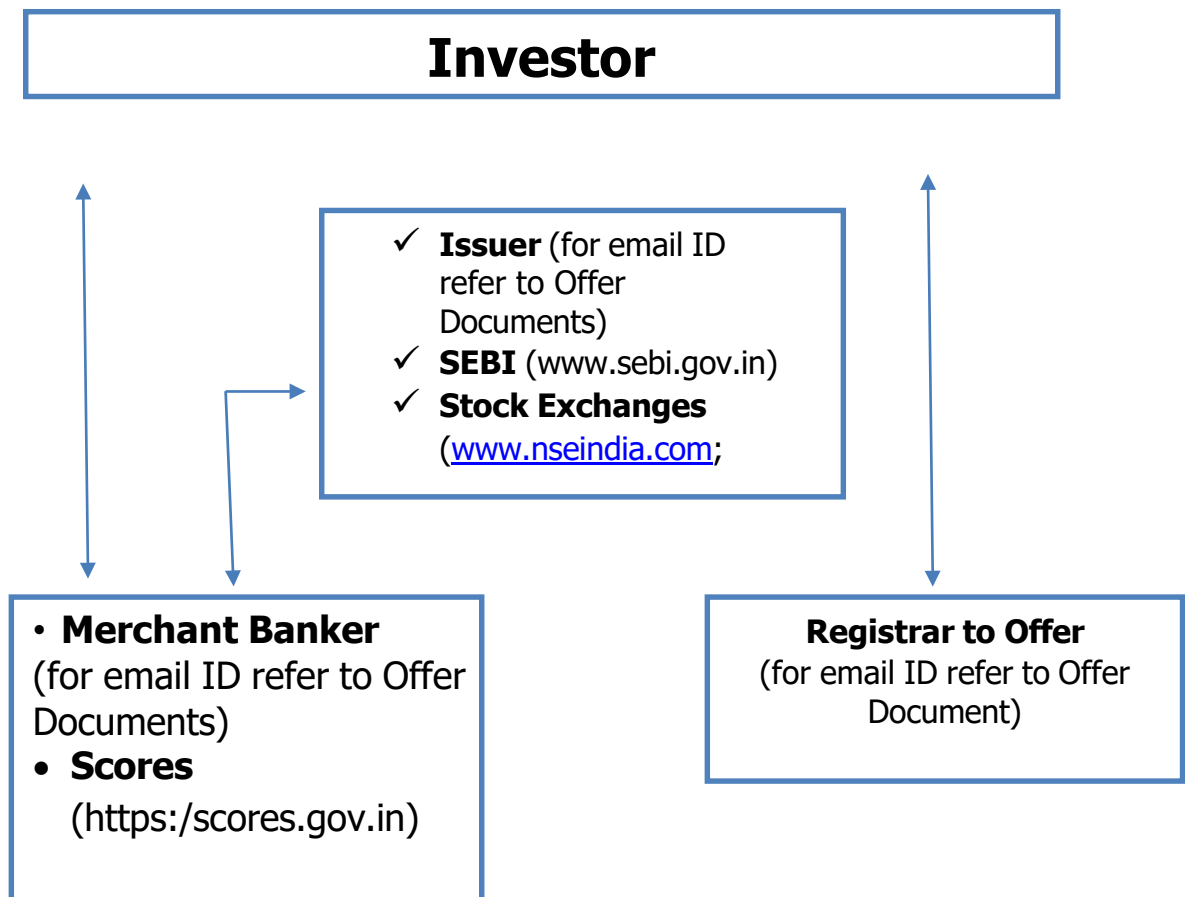 Investor
✓ Issuer (for email ID
refer to Offer
Documents)
✓ SEBI (www.sebi.gov.in)
✓ Stock Exchanges
(www.nseindia.com;
• Merchant Banker
(for email ID refer to Offer
Documents)
• Scores
(https:/scores.gov.in)
Registrar to Offer
(for email ID refer to Offer
Document)